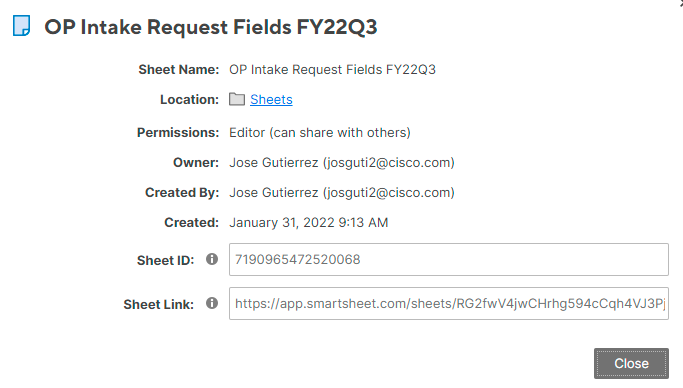 OP Intake Request Fields FY22Q3
Sheet Name: OP Intake Request Fields FY22Q3
Location: Sheets
Permissions: Editor (can share with others)
Owner: Jose Gutierrez (josguti2@cisco.com)
Created By: Jose Gutierrez (josguti2@cisco.com)
Created: January 31, 2022 9:13 AM
Sheet ID: 7190965472520068
Sheet Link: https://app.smartsheet.com/sheets/RG2fwV4jwCHrhg594cCqh4VJ3Pj
Close